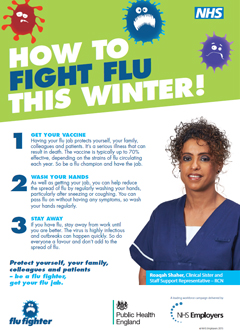 NHS
HOW TO
FIGHT FLU
THIS WINTER!
1 GET YOUR VACCINE
Having your flu job protects yourself, your family,
colleagues and patients. It's a serious illness that can
result in death. The vaccine is typically up to 70%
effective, depending on the strains of flu circulating
each year. So be a flu champion and have the job.
2 WASH YOUR HANDS
As well as getting your job, you can help reduce
the spread of flu by regularly washing your hands,
particularly after sneezing or coughing. You can
pass flu on without having any symptoms, so wash
your hands regularly.
3 STAY AWAY
If you have flu, stay away from work until
you are better. The virus is highly infectious
and outbreaks can happen quickly. So do
everyone a favour and don't add to the
spread of flu.
Ruqah Shaher, Clinical Sister and
Staff Support Representative - RCN
Protect yourself, your family,
colleagues and patients
– be a flu fighter,
get your flu job.
flu fighter
Public Health
England
NHS Employers